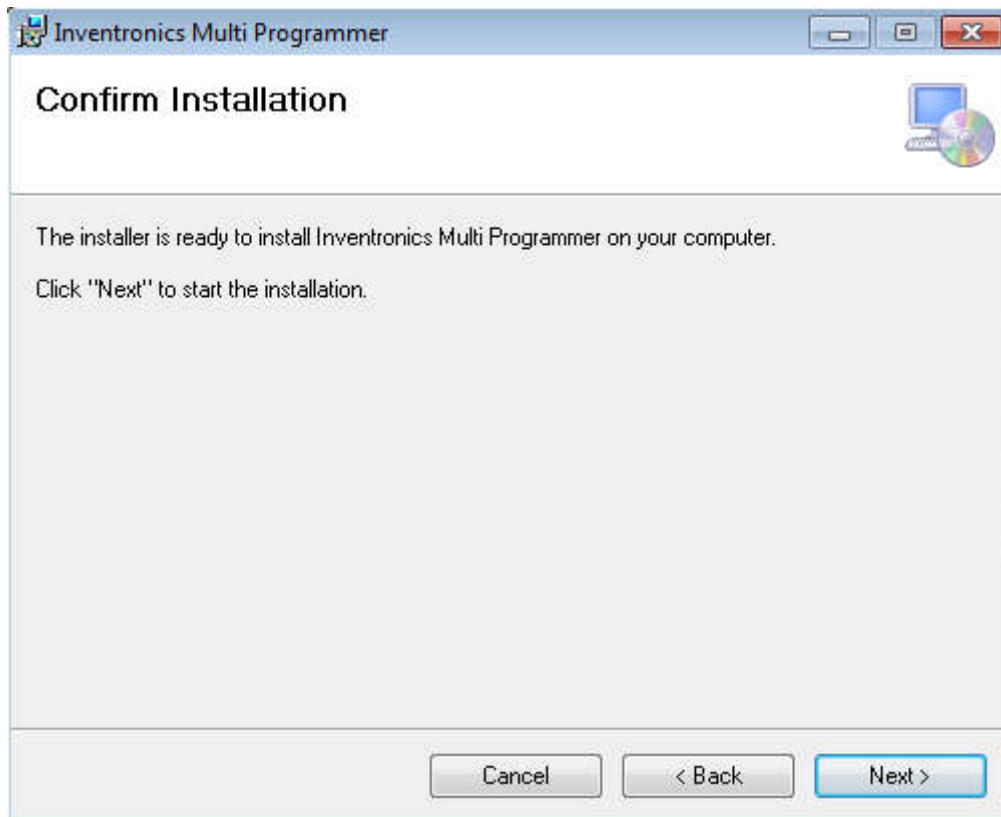 Inventronics Multi Programmer
Confirm Installation
The installer is ready to install Inventronics Multi Programmer on your computer.
Click "Next" to start the installation.
Cancel
< Back
Next >